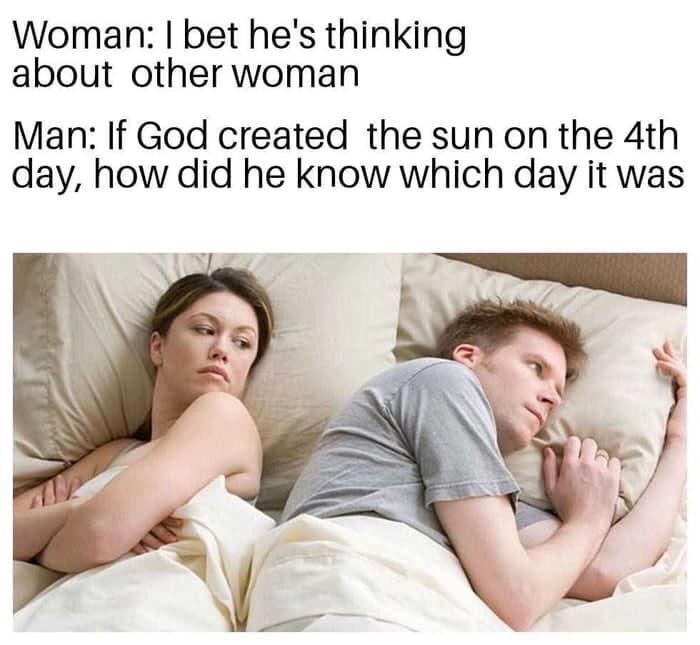 Woman: I bet he's thinking
about other woman
Man: If God created the sun on the 4th
day, how did he know which day it was